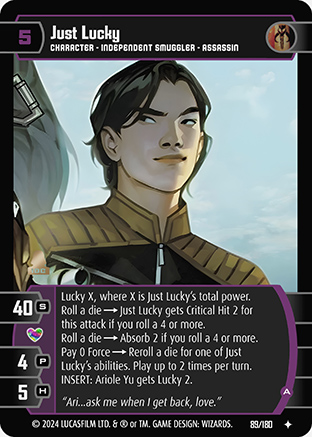 5
Just Lucky
CHARACTER - INDEPENDENT SMUGGLER - ASSASSIN
40 S
4 P
5 H
Lucky X, where X is Just Lucky's total power.
Roll a die → Just Lucky gets Critical Hit 2 for
this attack if you roll a 4 or more.
Roll a die → Absorb 2 if you roll a 4 or more.
Pay 0 Force → Reroll a die for one of Just
Lucky's abilities. Play up to 2 times per turn.
INSERT: Ariole Yu gets Lucky 2.
"Ari...ask me when I get back, love."
A
© 2024 LUCASFILM LTD. & ® or TM. GAME DESIGN: WIZARDS.
89/180